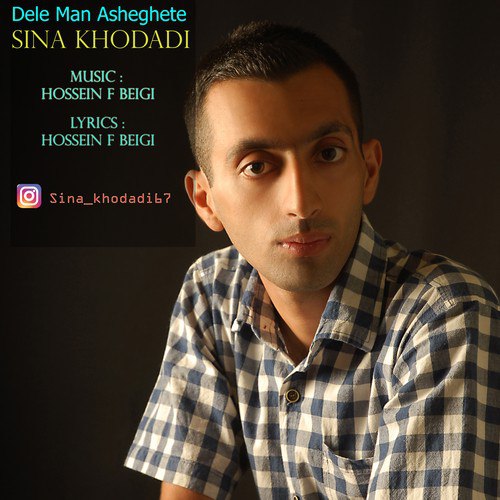 Dele Man Asheghete
SINA KHODADI
MUSIC :
HOSSEIN F BEIGI
LYRICS :
HOSSEIN F BEIGI
Sina_khodadi67